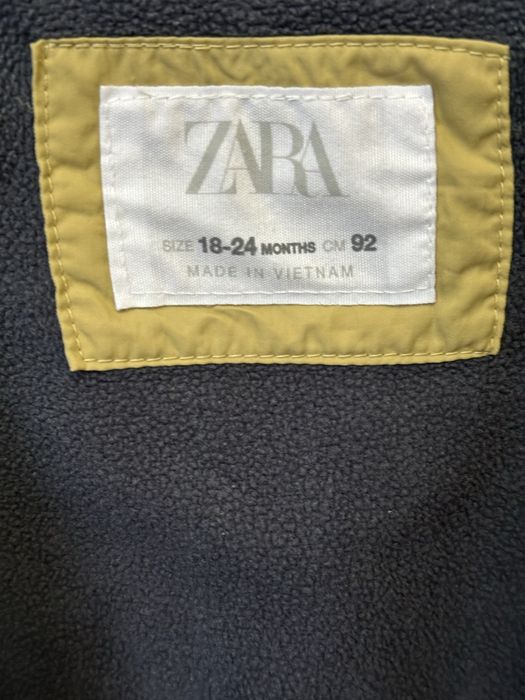 ZARA
SIZE 18-24 MONTHS CM 92
MADE IN VIETNAM